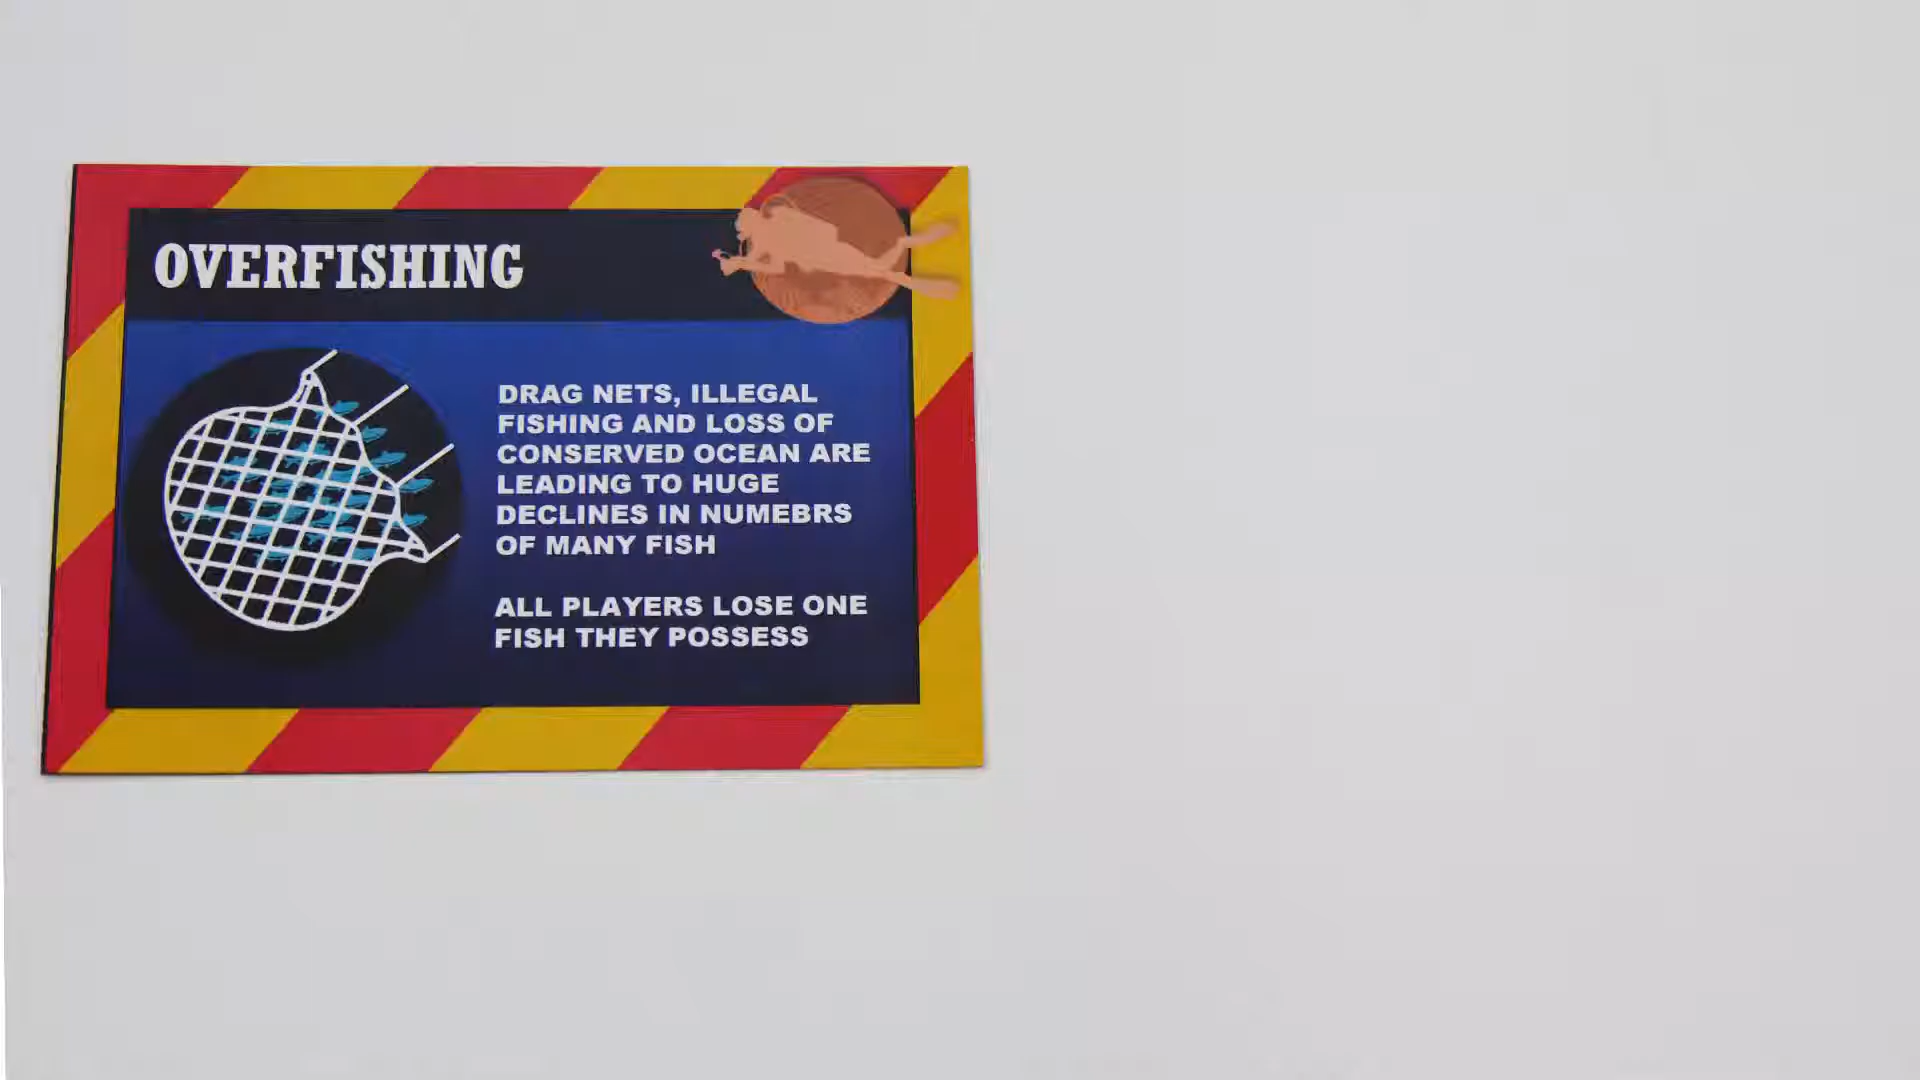 OVERFISHING
DRAG NETS, ILLEGAL
FISHING AND LOSS OF
CONSERVED OCEAN ARE
LEADING TO HUGE
DECLINES IN NUMEBRS
OF MANY FISH
ALL PLAYERS LOSE ONE
FISH THEY POSSESS